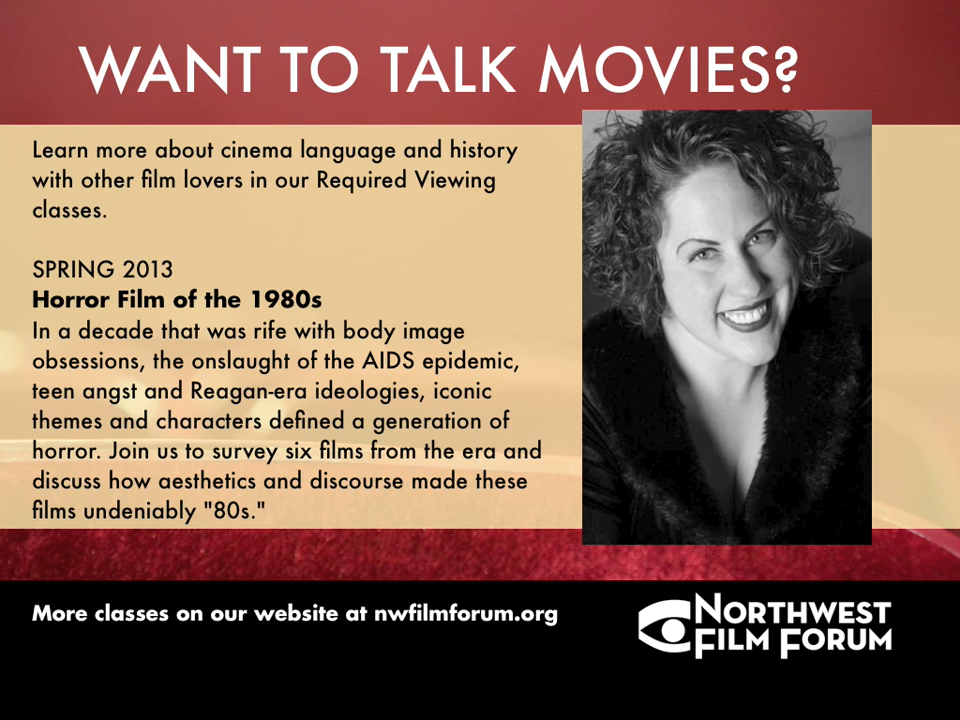 WANT TO TALK MOVIES?
Learn more about cinema language and history
with other film lovers in our Required Viewing
classes.
SPRING 2013
Horror Film of the 1980s
In a decade that was rife with body image
obsessions, the onslaught of the AIDS epidemic,
teen angst and Reagan-era ideologies, iconic
themes and characters defined a generation of
horror. Join us to survey six films from the era and
discuss how aesthetics and discourse made these
films undeniably "80s."
More classes on our website at nwfilmforum.org
NORTHWEST
FILM FORUM